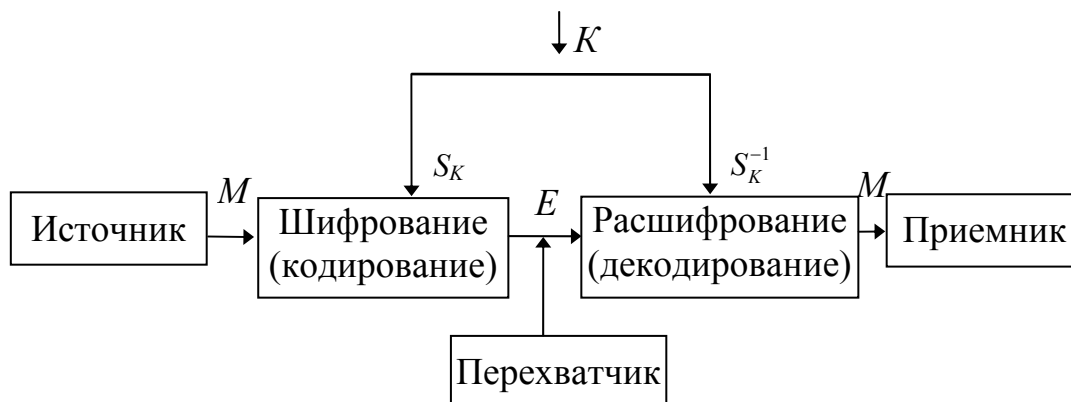 K
S_K
S_K^{-1}
M
E
M
Источник
Шифрование
(кодирование)
Расшифрование
(декодирование)
Приемник
Перехватчик